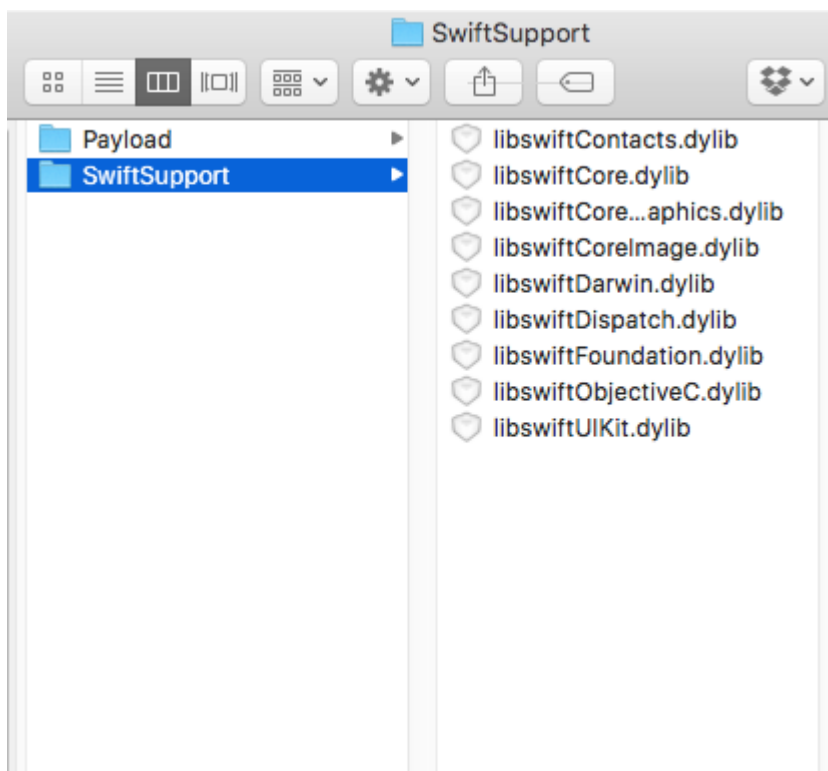 SwiftSupport
Payload
SwiftSupport
libswiftContacts.dylib
libswiftCore.dylib
libswiftCore...aphics.dylib
libswiftCoreImage.dylib
libswiftDarwin.dylib
libswiftDispatch.dylib
libswiftFoundation.dylib
libswiftObjectiveC.dylib
libswiftUIKit.dylib